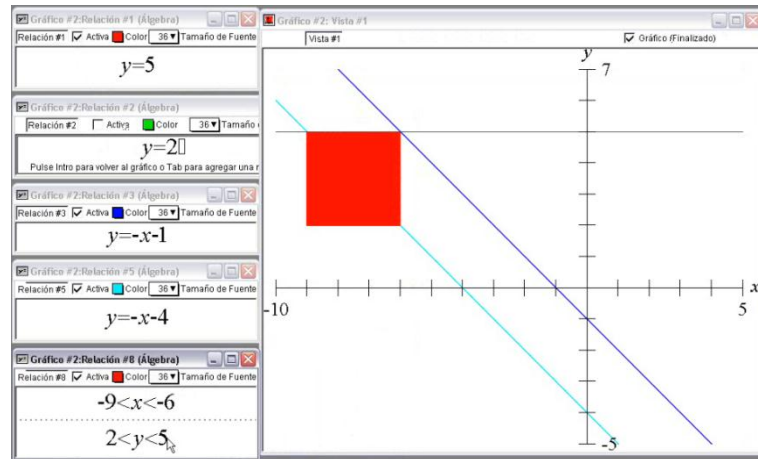 Gráfico #2:Relación #1 (Álgebra)
Relación #1 Activa Color 36 Tamaño de Fuente
y=5
Gráfico #2:Relación #2 (Álgebra)
Relación #2 Activa Color 36 Tamaño
y=2
Pulse Intro para volver al gráfico o Tab para agregar una
Gráfico #2:Relación #3 (Álgebra)
Relación #3 Activa Color 36 Tamaño de Fuente
y=-x-1
Gráfico #2:Relación #5 (Álgebra)
Relación #5 Activa Color 36 Tamaño de Fuente
y=-x-4
Gráfico #2:Relación #8 (Álgebra)
Relación #8 Activa Color 36 Tamaño de Fuente
-9<x<-6
2<y<5
Gráfico #2: Vista #1
Vista #1 Gráfico (Finalizado)
y
7
x
-10
5
-5